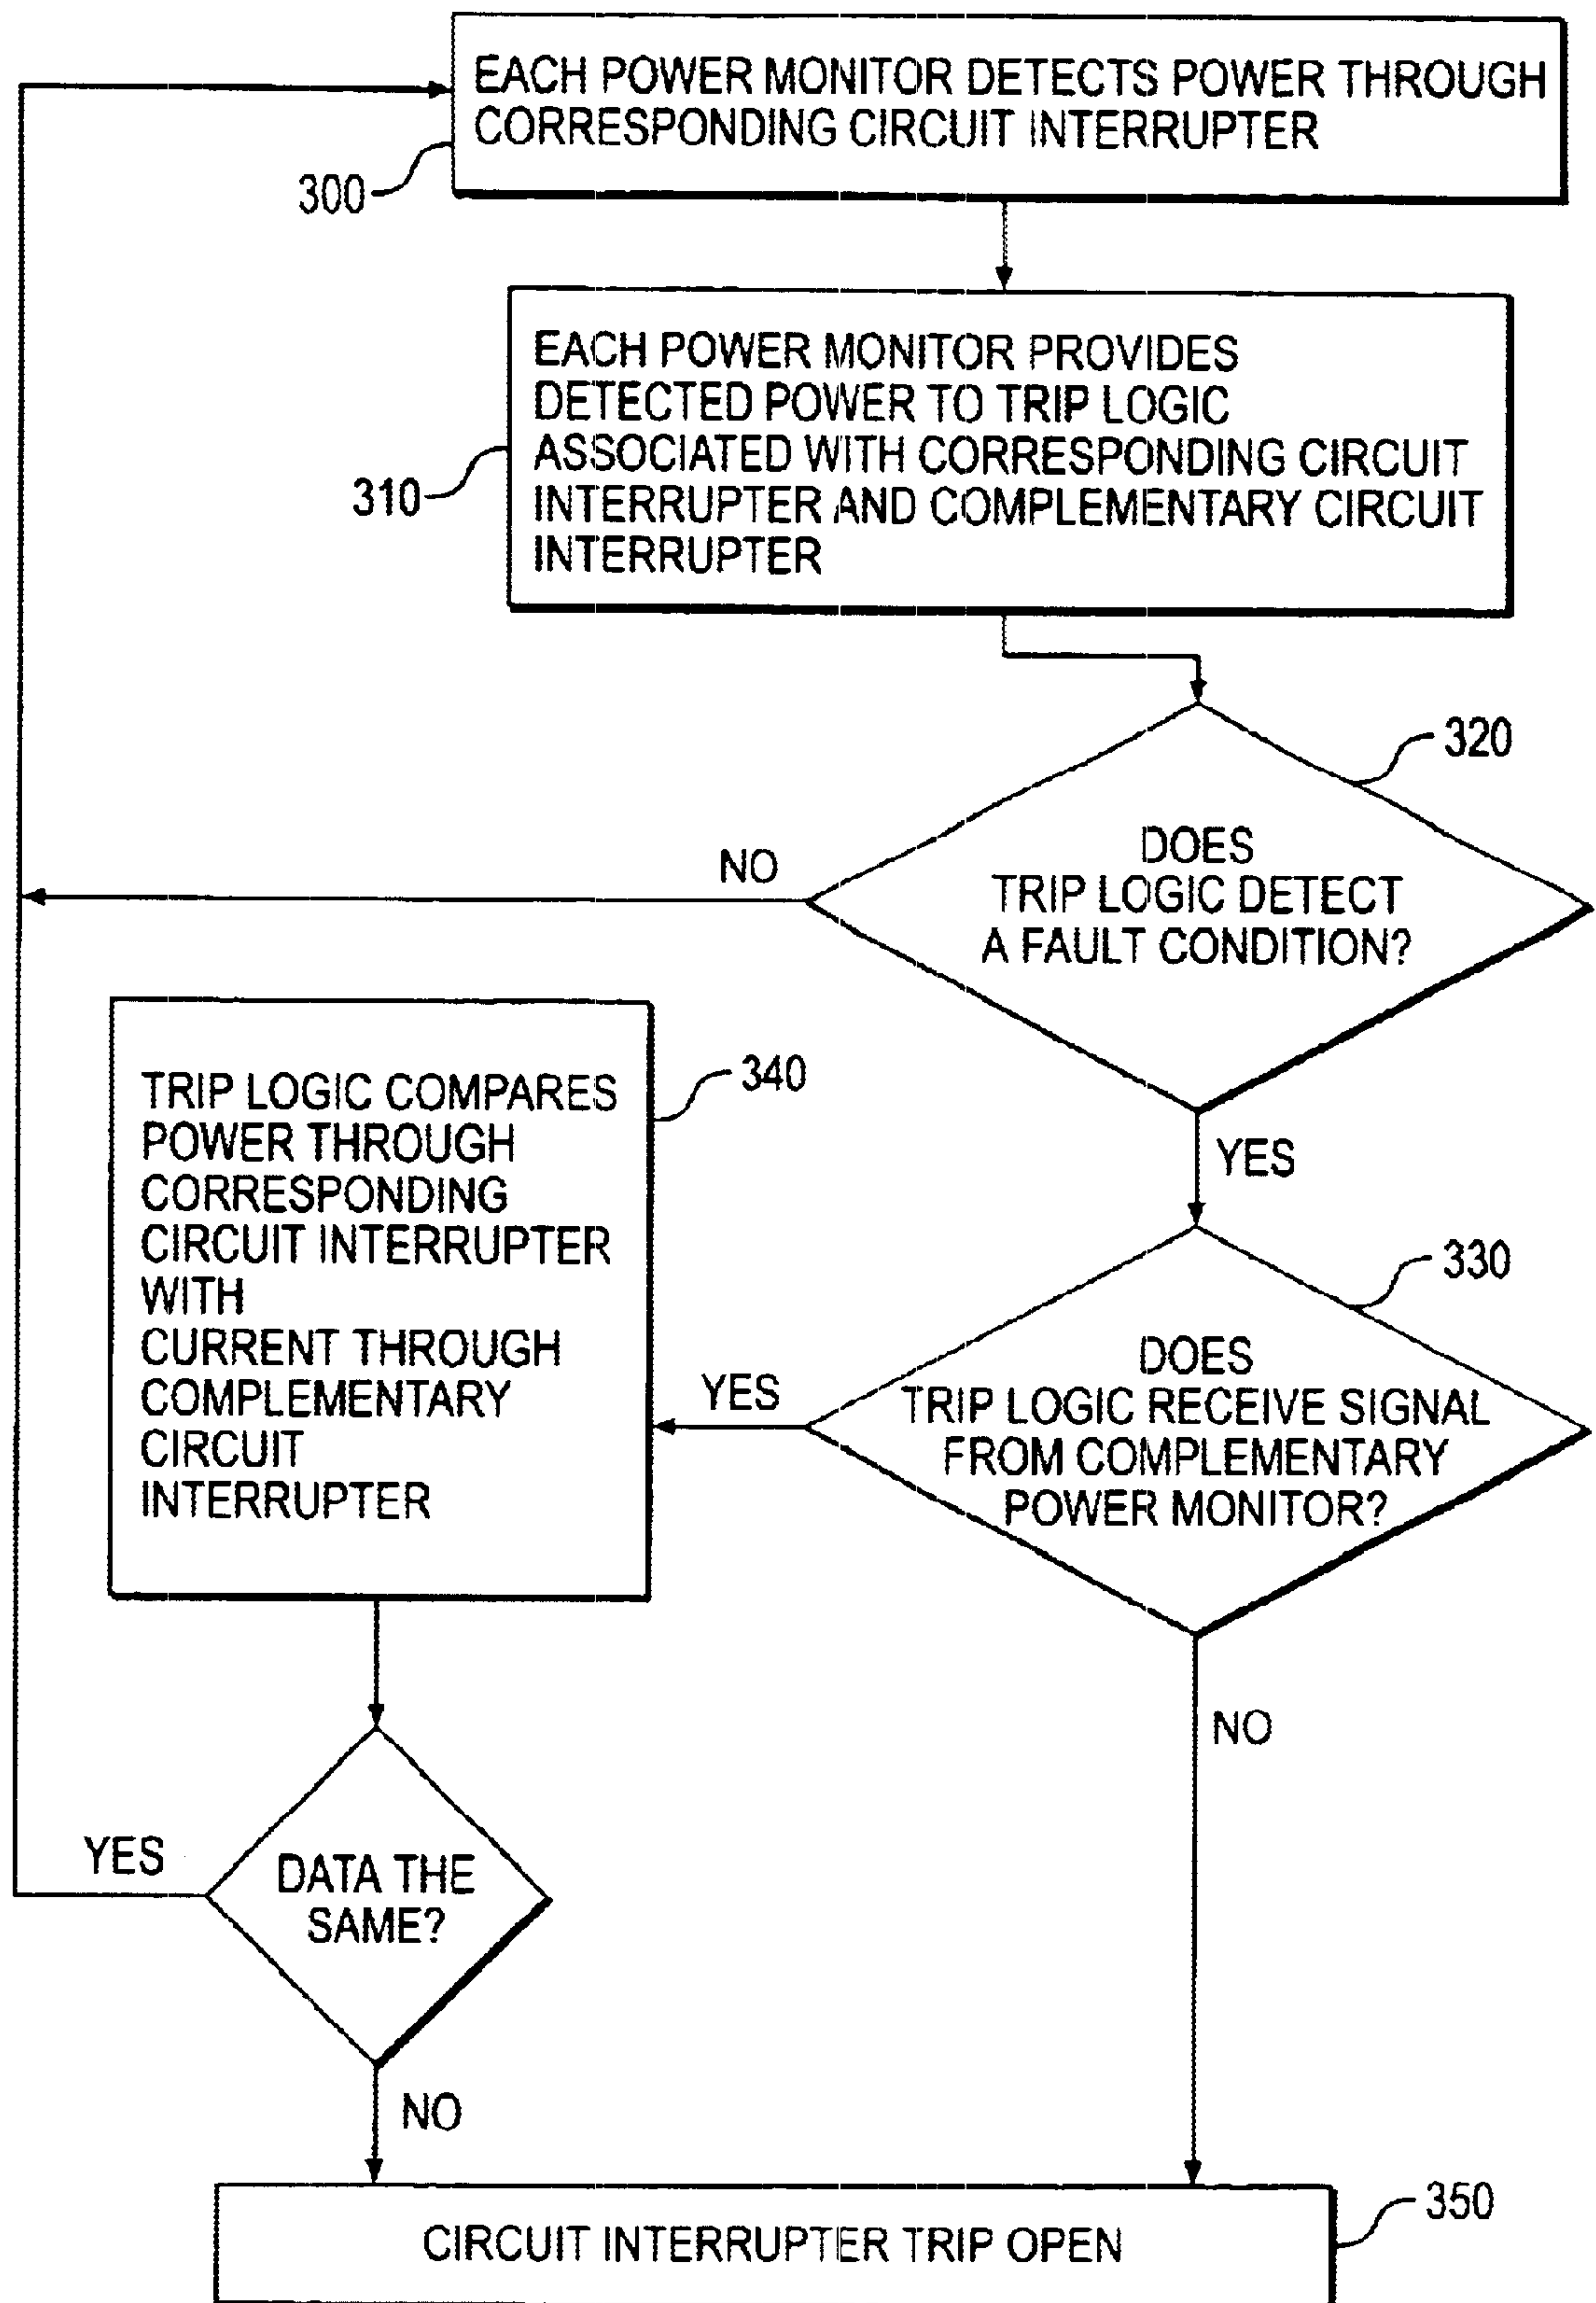 EACH POWER MONITOR DETECTS POWER THROUGH
CORRESPONDING CIRCUIT INTERRUPTER
300
EACH POWER MONITOR PROVIDES
DETECTED POWER TO TRIP LOGIC
ASSOCIATED WITH CORRESPONDING CIRCUIT
INTERRUPTER AND COMPLEMENTARY CIRCUIT
INTERRUPTER
310
320
DOES
TRIP LOGIC DETECT
A FAULT CONDITION?
NO
YES
340
TRIP LOGIC COMPARES
POWER THROUGH
CORRESPONDING
CIRCUIT INTERRUPTER
WITH
CURRENT THROUGH
COMPLEMENTARY
CIRCUIT
INTERRUPTER
330
DOES
TRIP LOGIC RECEIVE SIGNAL
FROM COMPLEMENTARY
POWER MONITOR?
YES
NO
DATA THE
SAME?
YES
NO
350
CIRCUIT INTERRUPTER TRIP OPEN